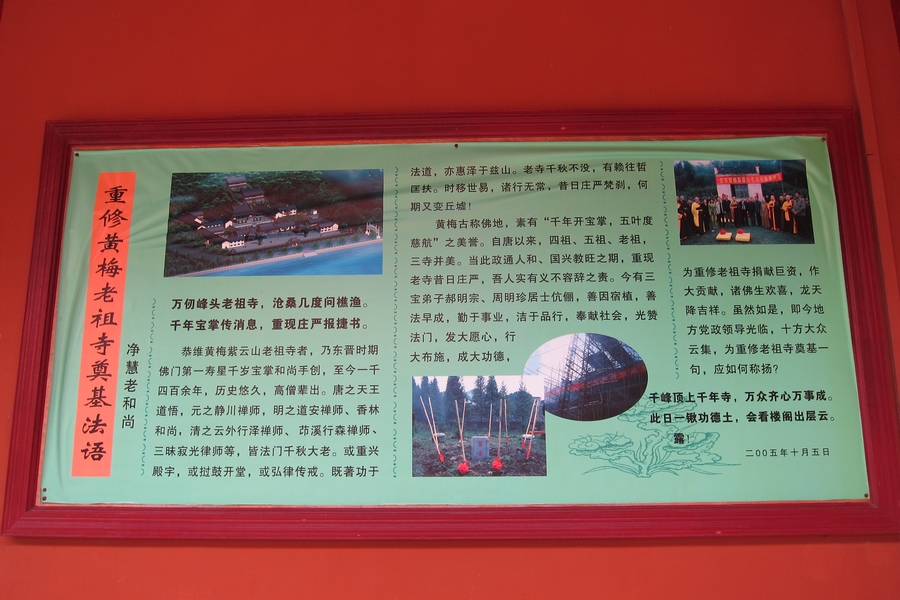 重修黄梅老祖寺奠基法语
净慧老和尚
万仞峰头老祖寺，沧桑几度问樵渔。
千年宝掌传消息，重现庄严报捷书。
恭维黄梅紫云山老祖寺者，乃东晋时期
佛门第一寿星千岁宝掌和尚手创，至今一千
四百余年，历史悠久，高僧辈出。唐之天王
道悟，元之静川禅师，明之道安禅师、香林
和尚，清之云外行泽禅师、茆溪行森禅师、
三昧寂光律师等，皆法门千秋大老。或重兴
殿宇，或挝鼓开堂，或弘律传戒。既著功于
法道，亦惠泽于兹山。老寺千秋不没，有赖往哲
匡扶。时移世易，诸行无常，昔日庄严梵刹，何
期又变丘墟！
黄梅古称佛地，素有“千年开宝掌，五叶度
慈航”之美誉。自唐以来，四祖、五祖、老祖，
三寺并美。当此政通人和、国兴教旺之期，重现
老寺昔日庄严，吾人实有义不容辞之责。今有三
宝弟子郝明宗、周明珍居士伉俪，善因宿植，善
法早成，勤于事业，洁于品行，奉献社会，光赞
法门，发大愿心，行
大布施，成大功德，
为重修老祖寺捐献巨资，作
大贡献，诸佛生欢喜，龙天
降吉祥。虽然如是，即今地
方党政领导光临，十方大众
云集，为重修老祖寺奠基一
句，应如何称扬？
千峰顶上千年寺，万众齐心万事成。
此日一锹功德土，会看楼阁出层云。
露！
二00五年十月五日